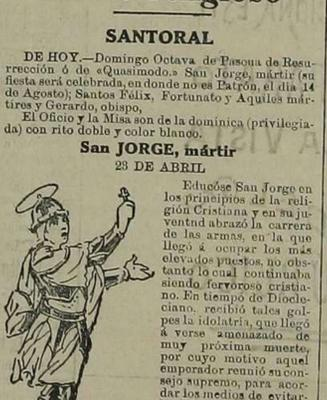 SANTORAL
DE HOY.—Domingo Octava de Pascua de Resu-
rrección ó de «Quasimodo.» San Jorge, mártir (su
fiesta será celebrada, en donde no es Patrón, el dia 14
de Agosto); Santos Félix, Fortunato y Aquiles már-
tires y Gerardo, obispo,
El Oficio y la Misa son de la dominica (privilegia-
da) con rito doble y color blanco.
San JORGE, mártir
23 DE ABRIL
Educóse San Jorge en
los principios de la reli-
gión Cristiana y en su ju-
ventud abrazó la carrera
de las armas, en la que
llegó á ocupar los más
elevados puestos, no obs-
tante lo cual continuaba
siendo fervoroso cristia-
no. En tiempo de Diocle-
ciano, recibió tales gol-
pes la idolatría, que llegó
á verse amenazado de
muy próxima muerte,
por cuyo motivo aquel
emperador reunió su con-
sejo supremo, para acor-
dar los medios de evitar-